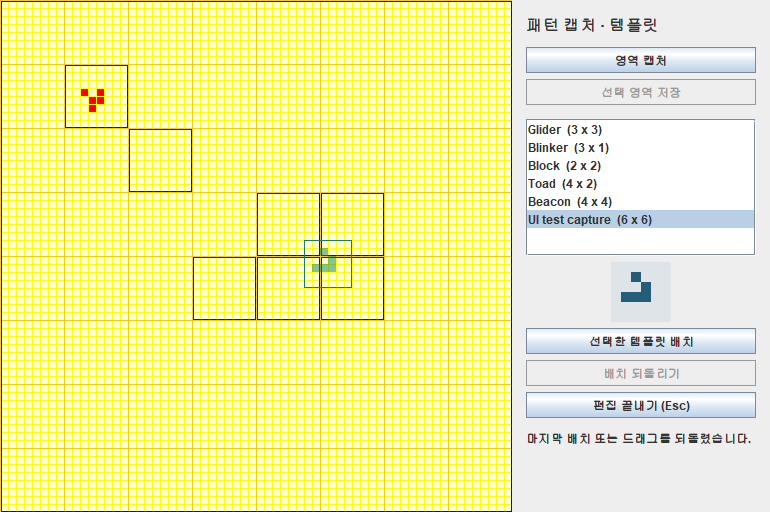 패턴 캡처 · 템플릿
영역 캡처
선택 영역 저장
Glider (3 x 3)
Blinker (3 x 1)
Block (2 x 2)
Toad (4 x 2)
Beacon (4 x 4)
UI test capture (6 x 6)
선택한 템플릿 배치
배치 되돌리기
편집 끝내기 (Esc)
마지막 배치 또는 드래그를 되돌렸습니다.